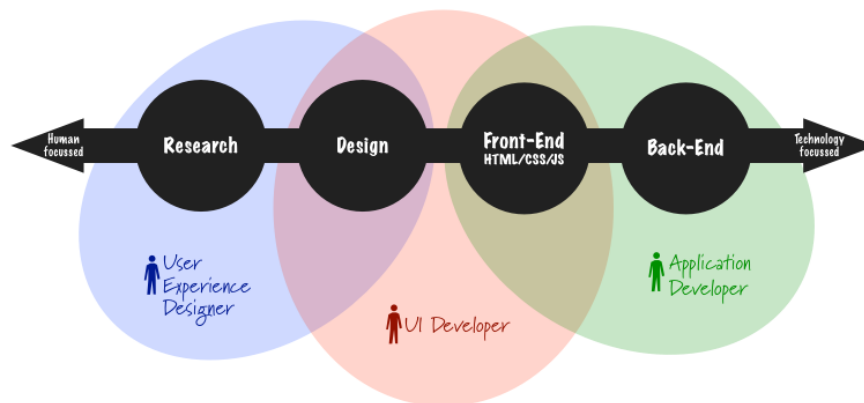 Human
focussed
Research
Design
Front-End
HTML/CSS/JS
Back-End
Technology
focussed
User
Experience
Designer
UI Developer
Application
Developer